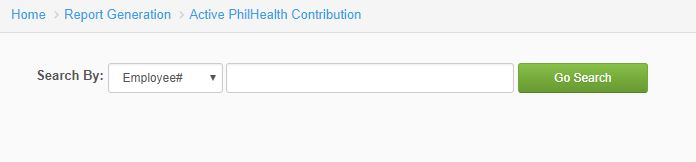 Home > Report Generation > Active PhilHealth Contribution
Search By: Employee# Go Search